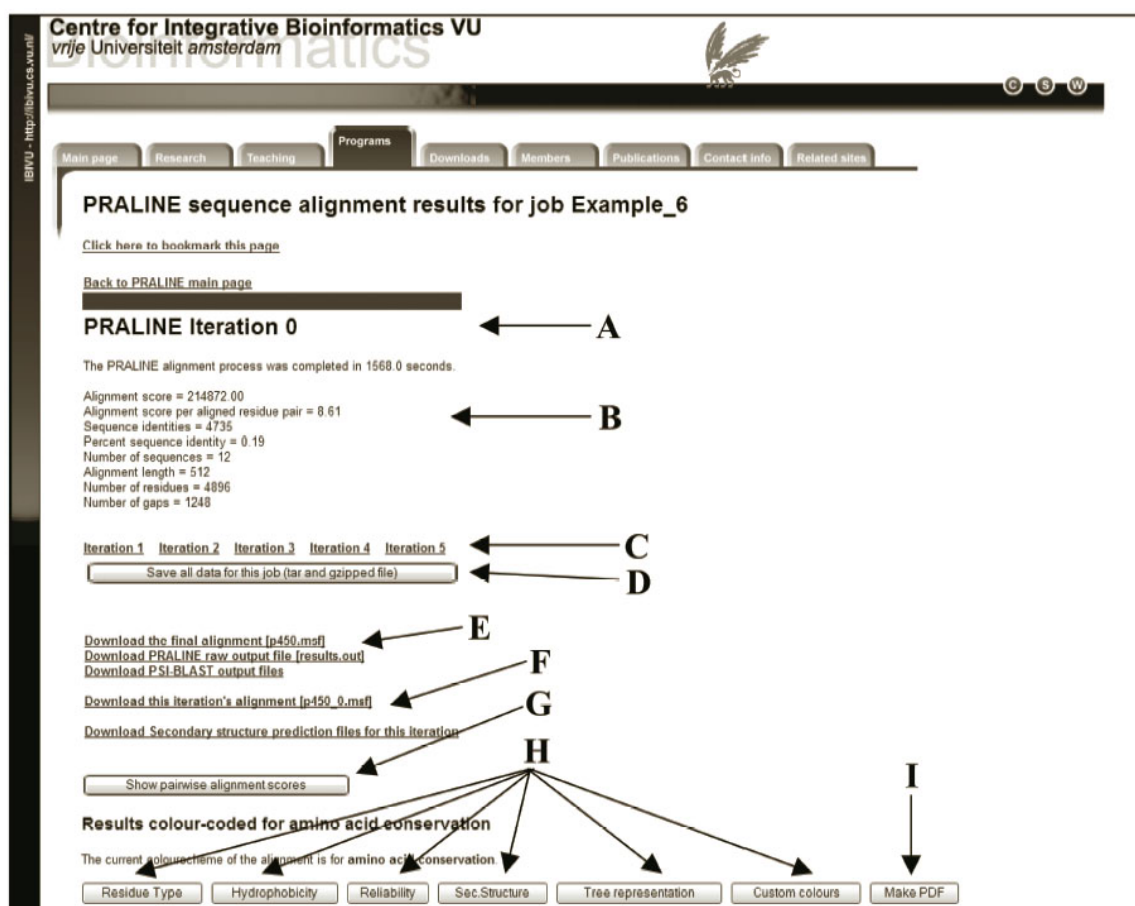 Centre for Integrative Bioinformatics VU
Bioinformatics
vrije Universiteit amsterdam
IBIVU - http://ibivu.cs.vu.nl/
C S W
Main page Research Teaching Programs Downloads Members Publications Contact info Related sites
PRALINE sequence alignment results for job Example_6
Click here to bookmark this page
Back to PRALINE main page
PRALINE Iteration 0
A
The PRALINE alignment process was completed in 1568.0 seconds.
Alignment score = 214872.00
Alignment score per aligned residue pair = 8.61
B
Sequence identities = 4735
Percent sequence identity = 0.19
Number of sequences = 12
Alignment length = 512
Number of residues = 4896
Number of gaps = 1248
Iteration 1 Iteration 2 Iteration 3 Iteration 4 Iteration 5
C
Save all data for this job (tar and gzipped file)
D
E
Download the final alignment [p450.msf]
Download PRALINE raw output file [results.out]
F
Download PSI-BLAST output files
Download this iteration's alignment [p450_0.msf]
G
Download Secondary structure prediction files for this iteration
H
I
Show pairwise alignment scores
Results colour-coded for amino acid conservation
The current colourscheme of the alignment is for amino acid conservation.
Residue Type Hydrophobicity Reliability Sec.Structure Tree representation Custom colours Make PDF